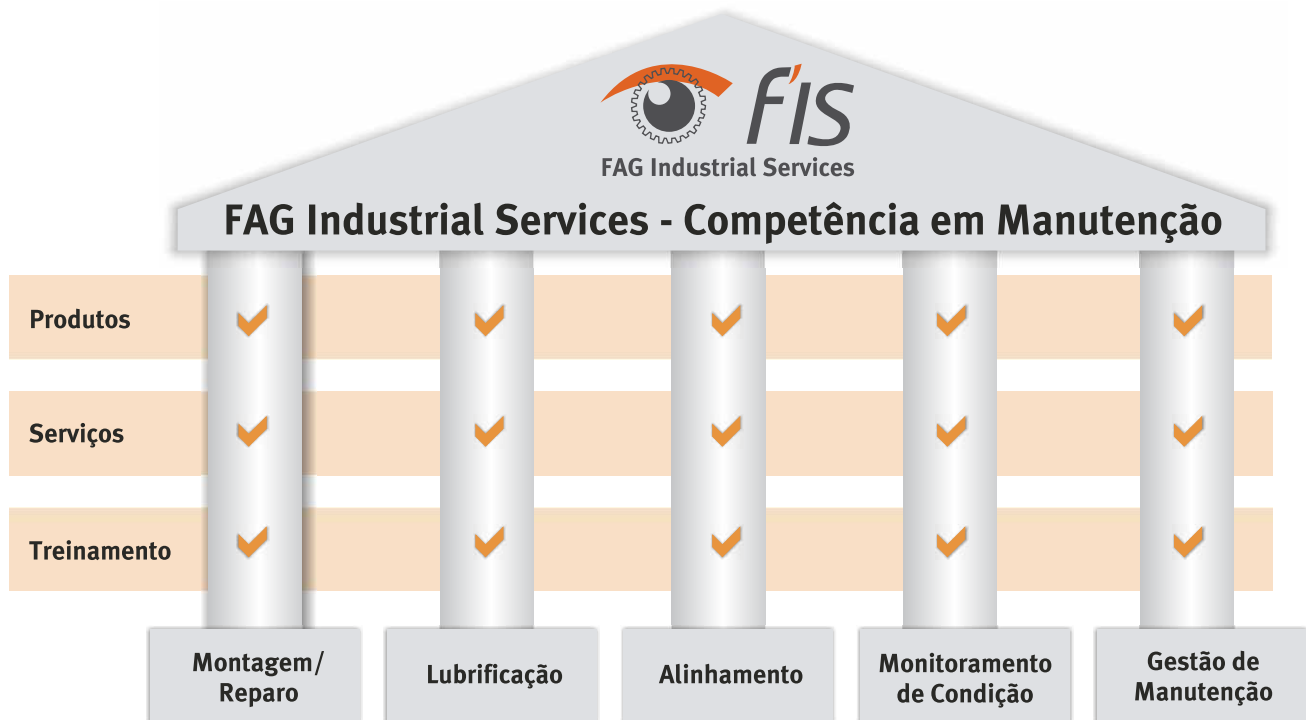 f'is
FAG Industrial Services
FAG Industrial Services - Competência em Manutenção
Produtos
Serviços
Treinamento
Montagem/
Reparo
Lubrificação
Alinhamento
Monitoramento
de Condição
Gestão de
Manutenção